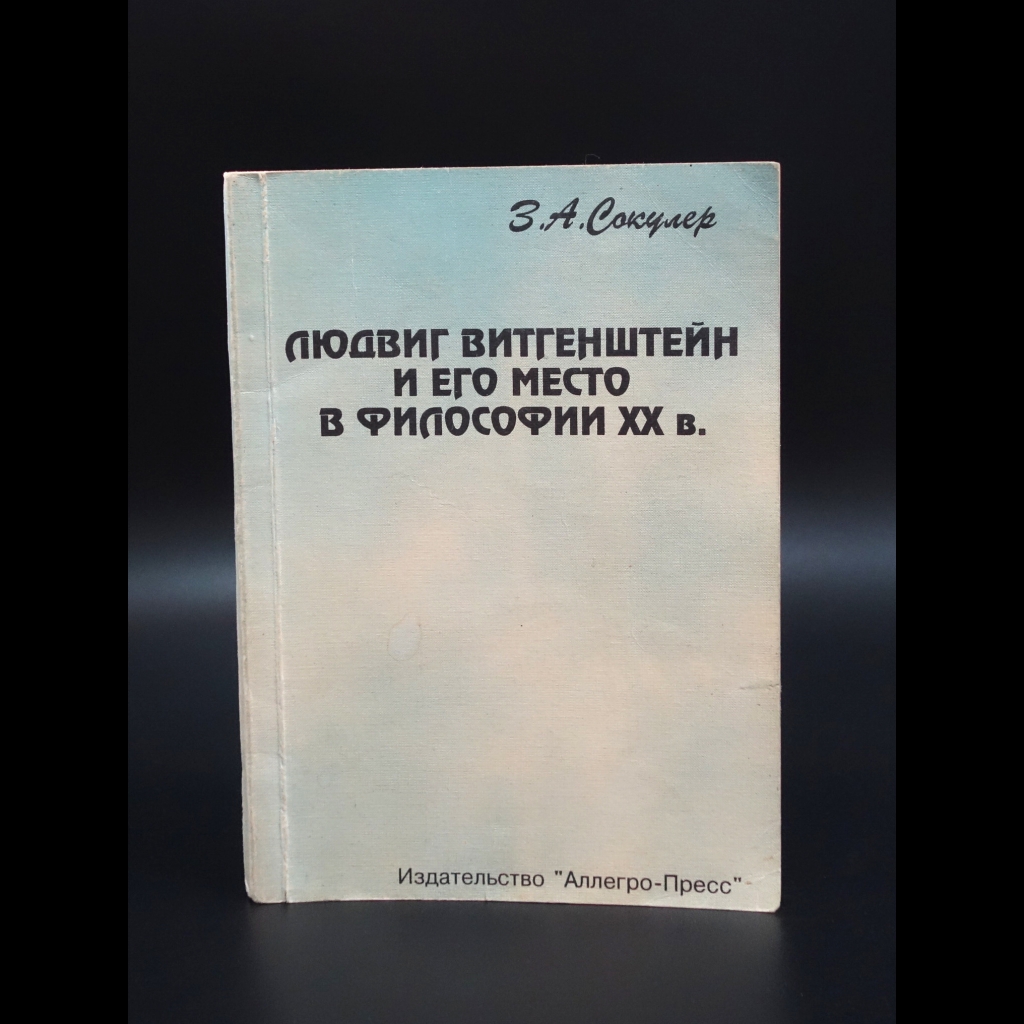 З.А.Сокулер
ЛЮДВИГ ВИТГЕНШТЕЙН
И ЕГО МЕСТО
В ФИЛОСОФИИ XX в.
Издательство "Аллегро-Пресс"